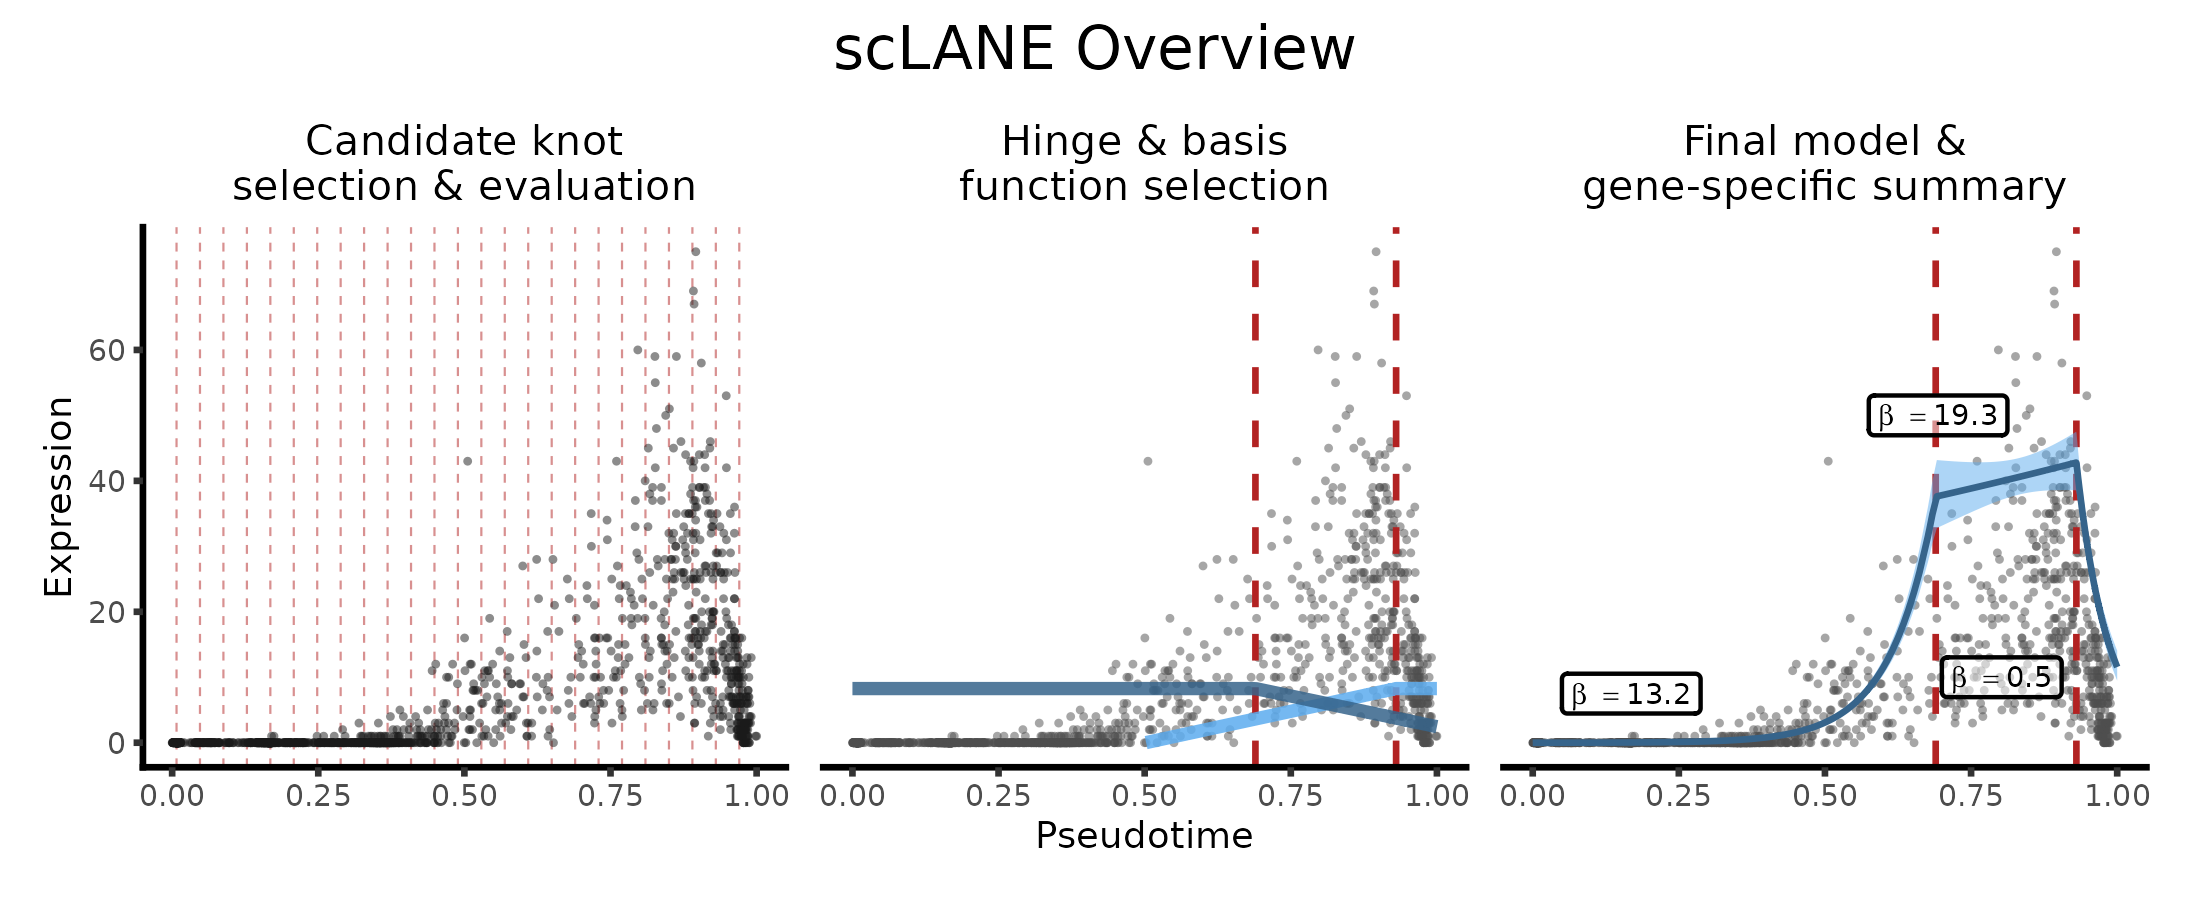 scLANE Overview
Candidate knot
selection & evaluation
Hinge & basis
function selection
Final model &
gene-specific summary
Expression
60
40
20
0
β = 19.3
β = 13.2
β = 0.5
0.00 0.25 0.50 0.75 1.00
0.00 0.25 0.50 0.75 1.00
0.00 0.25 0.50 0.75 1.00
Pseudotime